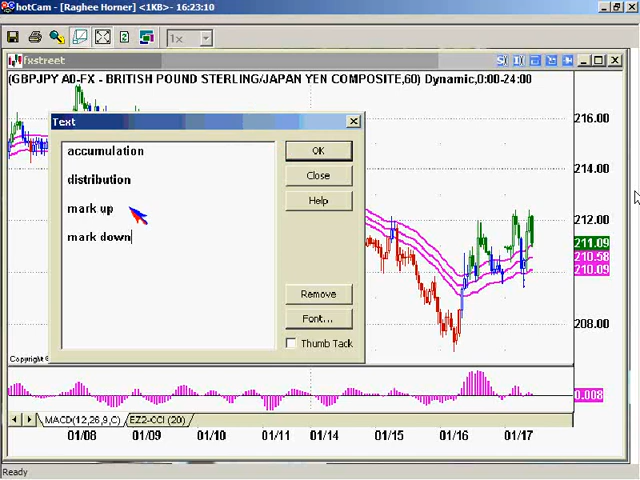 hotCam - [Raghee Horner] <1KB> - 16:23:10
1x
fxstreet
(GBPJPY A0-FX - BRITISH POUND STERLING/JAPAN YEN COMPOSITE,60) Dynamic,0:00-24:00
Text
accumulation
distribution
mark up
mark down
OK
Close
Help
Remove
Font...
Thumb Tack
216.00
214.00
212.00
211.09
210.58
210.09
208.00
Copyright ©
0.008
MACD(12,26,9,C)
EZ2-CCI (20)
01/08
01/09
01/10
01/11
01/14
01/15
01/16
01/17
Ready